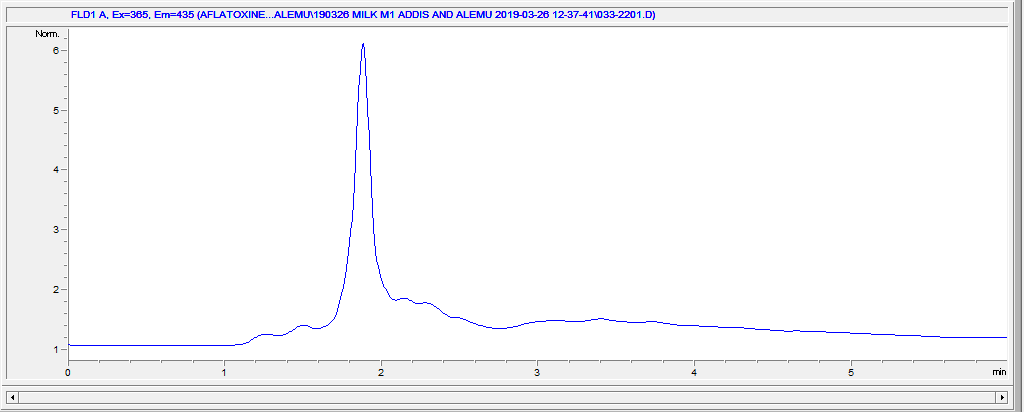 FLD1 A, Ex=365, Em=435 (AFLATOXINE...ALEMU\190326 MILK M1 ADDIS AND ALEMU 2019-03-26 12-37-41\033-2201.D)
Norm.
6
5
4
3
2
1
0 1 2 3 4 5 min